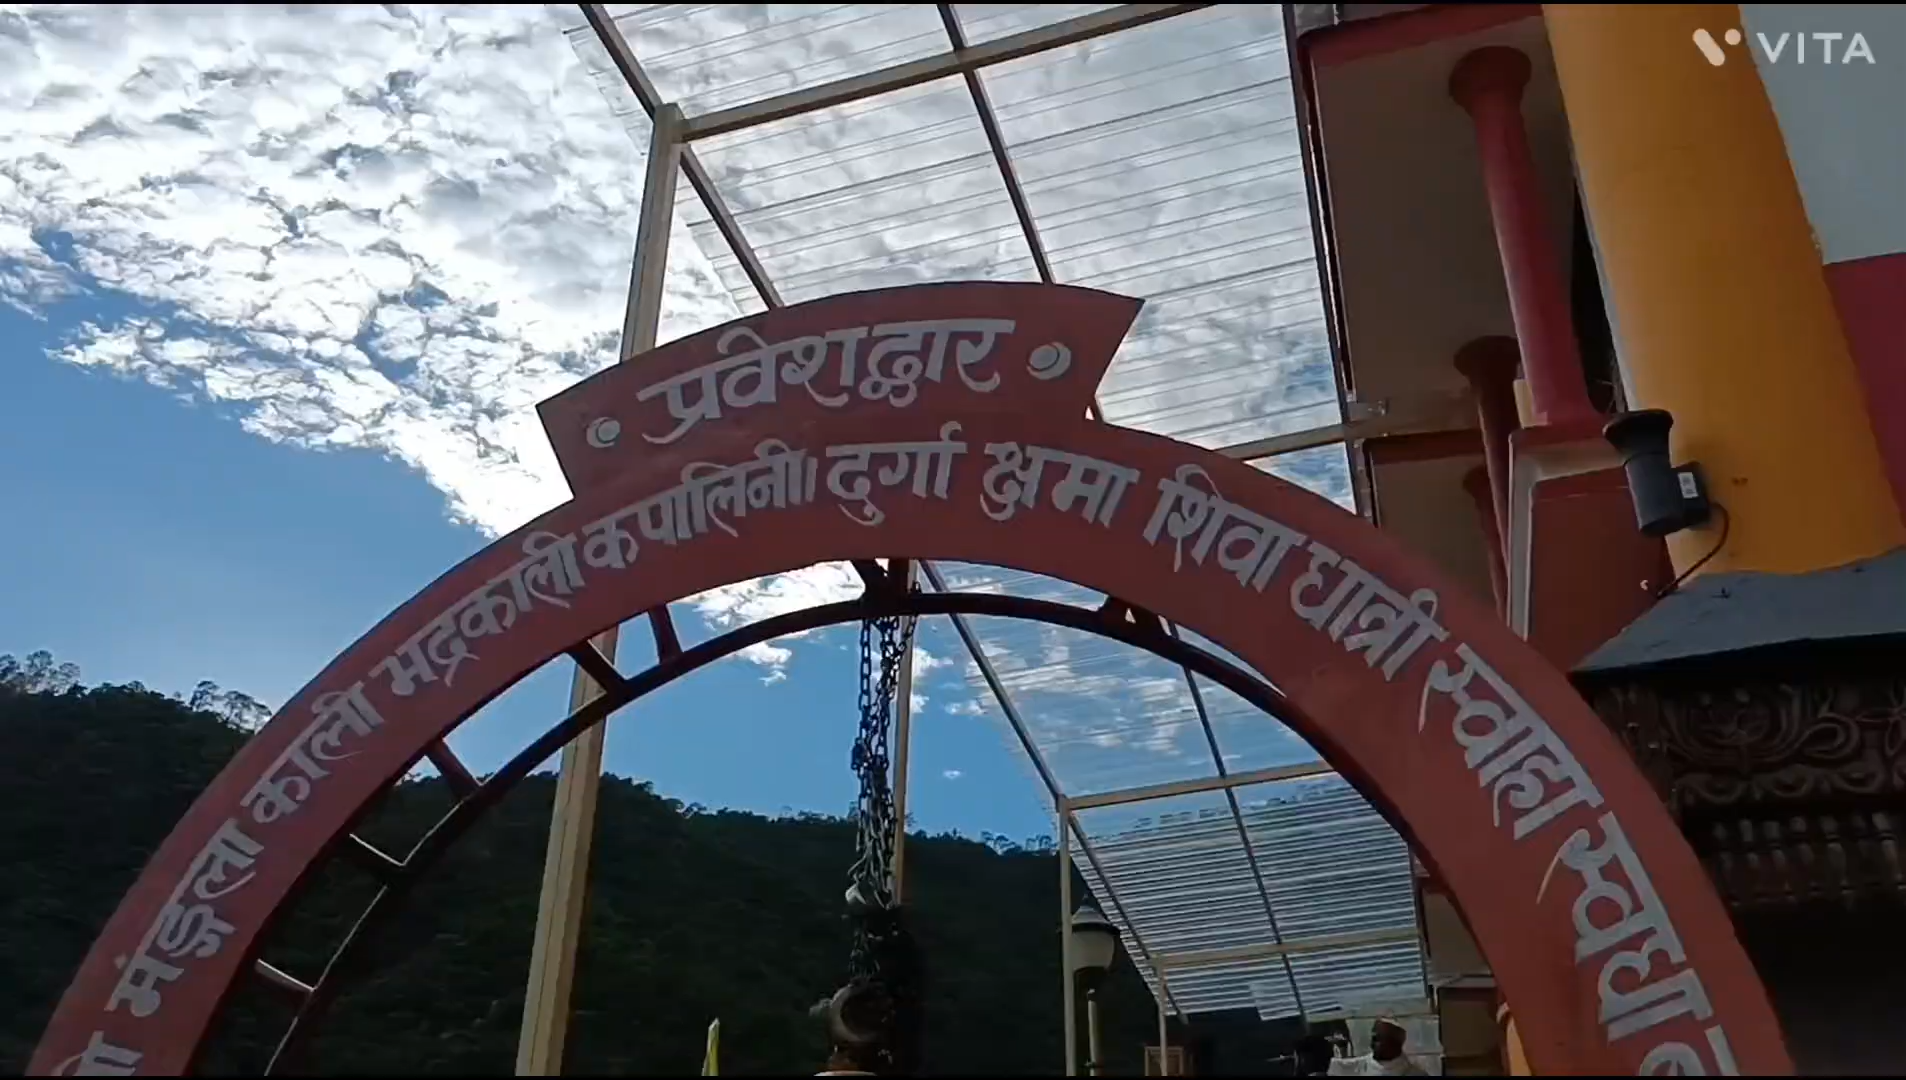 VITA
प्रवेशद्वार
मंङ्गला काली भद्रकाली कपालिनी। दुर्गा क्षमा शिवा धात्री स्वाहा स्वधा